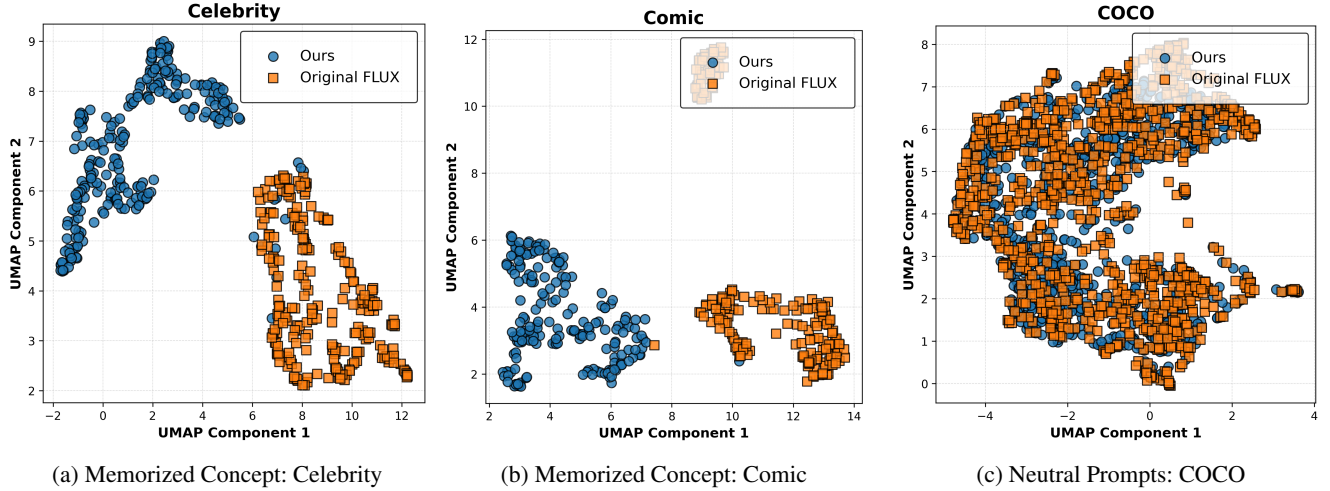 Celebrity
Ours
Original FLUX
9
8
7
6
5
4
3
2
−2
0
2
4
6
8
10
12
UMAP Component 2
UMAP Component 1
(a) Memorized Concept: Celebrity
Comic
Ours
Original FLUX
12
10
8
6
4
2
2
4
6
8
10
12
14
UMAP Component 2
UMAP Component 1
(b) Memorized Concept: Comic
COCO
Ours
Original FLUX
8
7
6
5
4
3
2
1
0
−4
−2
0
2
4
UMAP Component 2
UMAP Component 1
(c) Neutral Prompts: COCO